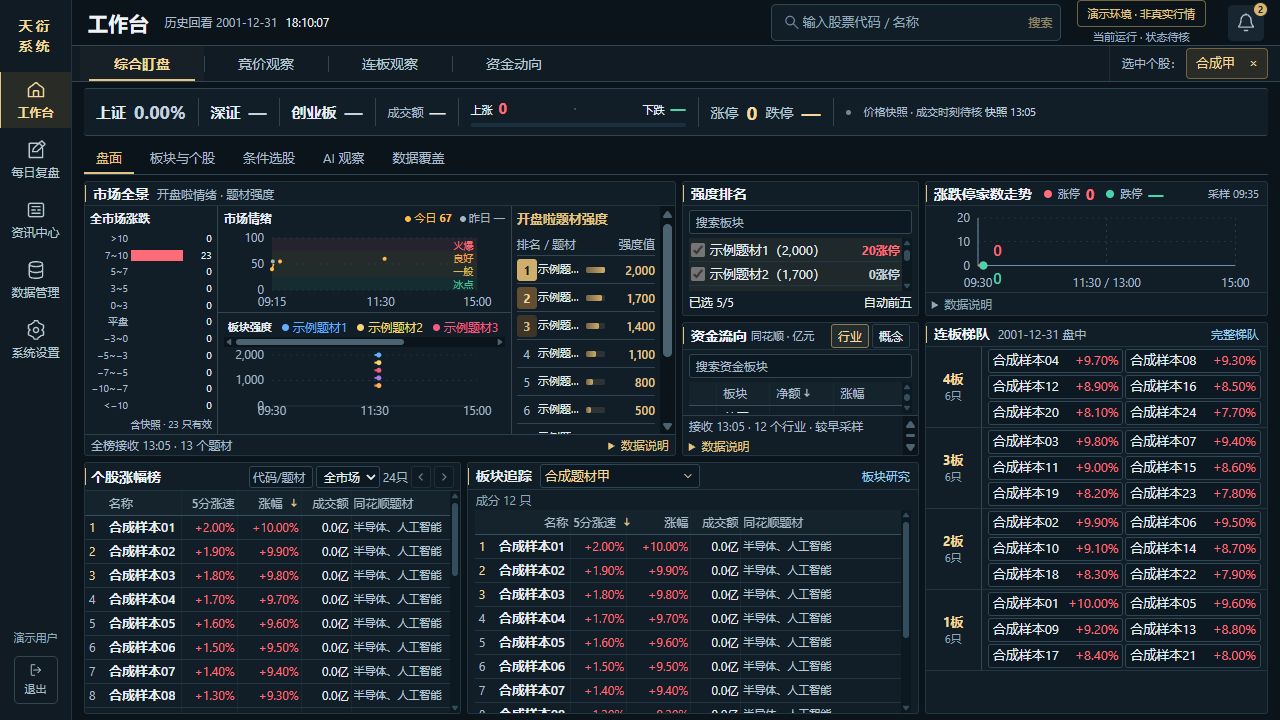 天衍
系统
工作台
每日复盘
资讯中心
数据管理
系统设置
演示用户
退出
工作台 历史回看 2001-12-31 18:10:07
输入股票代码 / 名称 搜索
演示环境 · 非真实行情
当前运行 · 状态待核
2
综合盯盘 竞价观察 连板观察 资金动向
选中个股： 合成甲 ×
上证 0.00% 深证 — 创业板 — 成交额 — 上涨 0 下跌 — 涨停 0 跌停 — 价格快照 · 成交时刻待核 快照 13:05
盘面 板块与个股 条件选股 AI 观察 数据覆盖
市场全景 开盘啦情绪 · 题材强度
全市场涨跌
>10 0
7~10 23
5~7 0
3~5 0
0~3 0
平盘 0
−3~0 0
−5~−3 0
−7~−5 0
−10~−7 0
<−10 0
含快照 · 23 只有效
市场情绪 今日 67 昨日 —
100
50
0
火爆
良好
一般
冰点
09:15 11:30 15:00
板块强度 示例题材1 示例题材2 示例题材3
2,000
1,000
0
09:30 11:30 15:00
开盘啦题材强度
排名 / 题材 强度值
1 示例题... 2,000
2 示例题... 1,700
3 示例题... 1,400
4 示例题... 1,100
5 示例题... 800
6 示例题... 500
全榜接收 13:05 · 13 个题材 数据说明
强度排名
搜索板块
示例题材1（2,000） 20涨停
示例题材2（1,700） 0涨停
已选 5/5 自动前五
资金流向 同花顺 · 亿元 行业 概念
搜索资金板块
板块 净额↓ 涨幅
接收 13:05 · 12 个行业 · 较早采样
数据说明
涨跌停家数走势 涨停 0 跌停 — 采样 09:35
20
10
0
0
0
09:30 11:30 / 13:00 15:00
数据说明
连板梯队 2001-12-31 盘中 完整梯队
4板
6只
合成样本04 +9.70% 合成样本08 +9.30%
合成样本12 +8.90% 合成样本16 +8.50%
合成样本20 +8.10% 合成样本24 +7.70%
3板
6只
合成样本03 +9.80% 合成样本07 +9.40%
合成样本11 +9.00% 合成样本15 +8.60%
合成样本19 +8.20% 合成样本23 +7.80%
2板
6只
合成样本02 +9.90% 合成样本06 +9.50%
合成样本10 +9.10% 合成样本14 +8.70%
合成样本18 +8.30% 合成样本22 +7.90%
1板
6只
合成样本01 +10.00% 合成样本05 +9.60%
合成样本09 +9.20% 合成样本13 +8.80%
合成样本17 +8.40% 合成样本21 +8.00%
个股涨幅榜 代码/题材 全市场 24只
名称 5分涨速 涨幅 ↓ 成交额 同花顺题材
1 合成样本01 +2.00% +10.00% 0.0亿 半导体、人工智能
2 合成样本02 +1.90% +9.90% 0.0亿 半导体、人工智能
3 合成样本03 +1.80% +9.80% 0.0亿 半导体、人工智能
4 合成样本04 +1.70% +9.70% 0.0亿 半导体、人工智能
5 合成样本05 +1.60% +9.60% 0.0亿 半导体、人工智能
6 合成样本06 +1.50% +9.50% 0.0亿 半导体、人工智能
7 合成样本07 +1.40% +9.40% 0.0亿 半导体、人工智能
8 合成样本08 +1.30% +9.30% 0.0亿 半导体、人工智能
板块追踪 合成题材甲 板块研究
成分 12 只
名称 5分涨速 ↓ 涨幅 成交额 同花顺题材
1 合成样本01 +2.00% +10.00% 0.0亿 半导体、人工智能
2 合成样本02 +1.90% +9.90% 0.0亿 半导体、人工智能
3 合成样本03 +1.80% +9.80% 0.0亿 半导体、人工智能
4 合成样本04 +1.70% +9.70% 0.0亿 半导体、人工智能
5 合成样本05 +1.60% +9.60% 0.0亿 半导体、人工智能
6 合成样本06 +1.50% +9.50% 0.0亿 半导体、人工智能
7 合成样本07 +1.40% +9.40% 0.0亿 半导体、人工智能